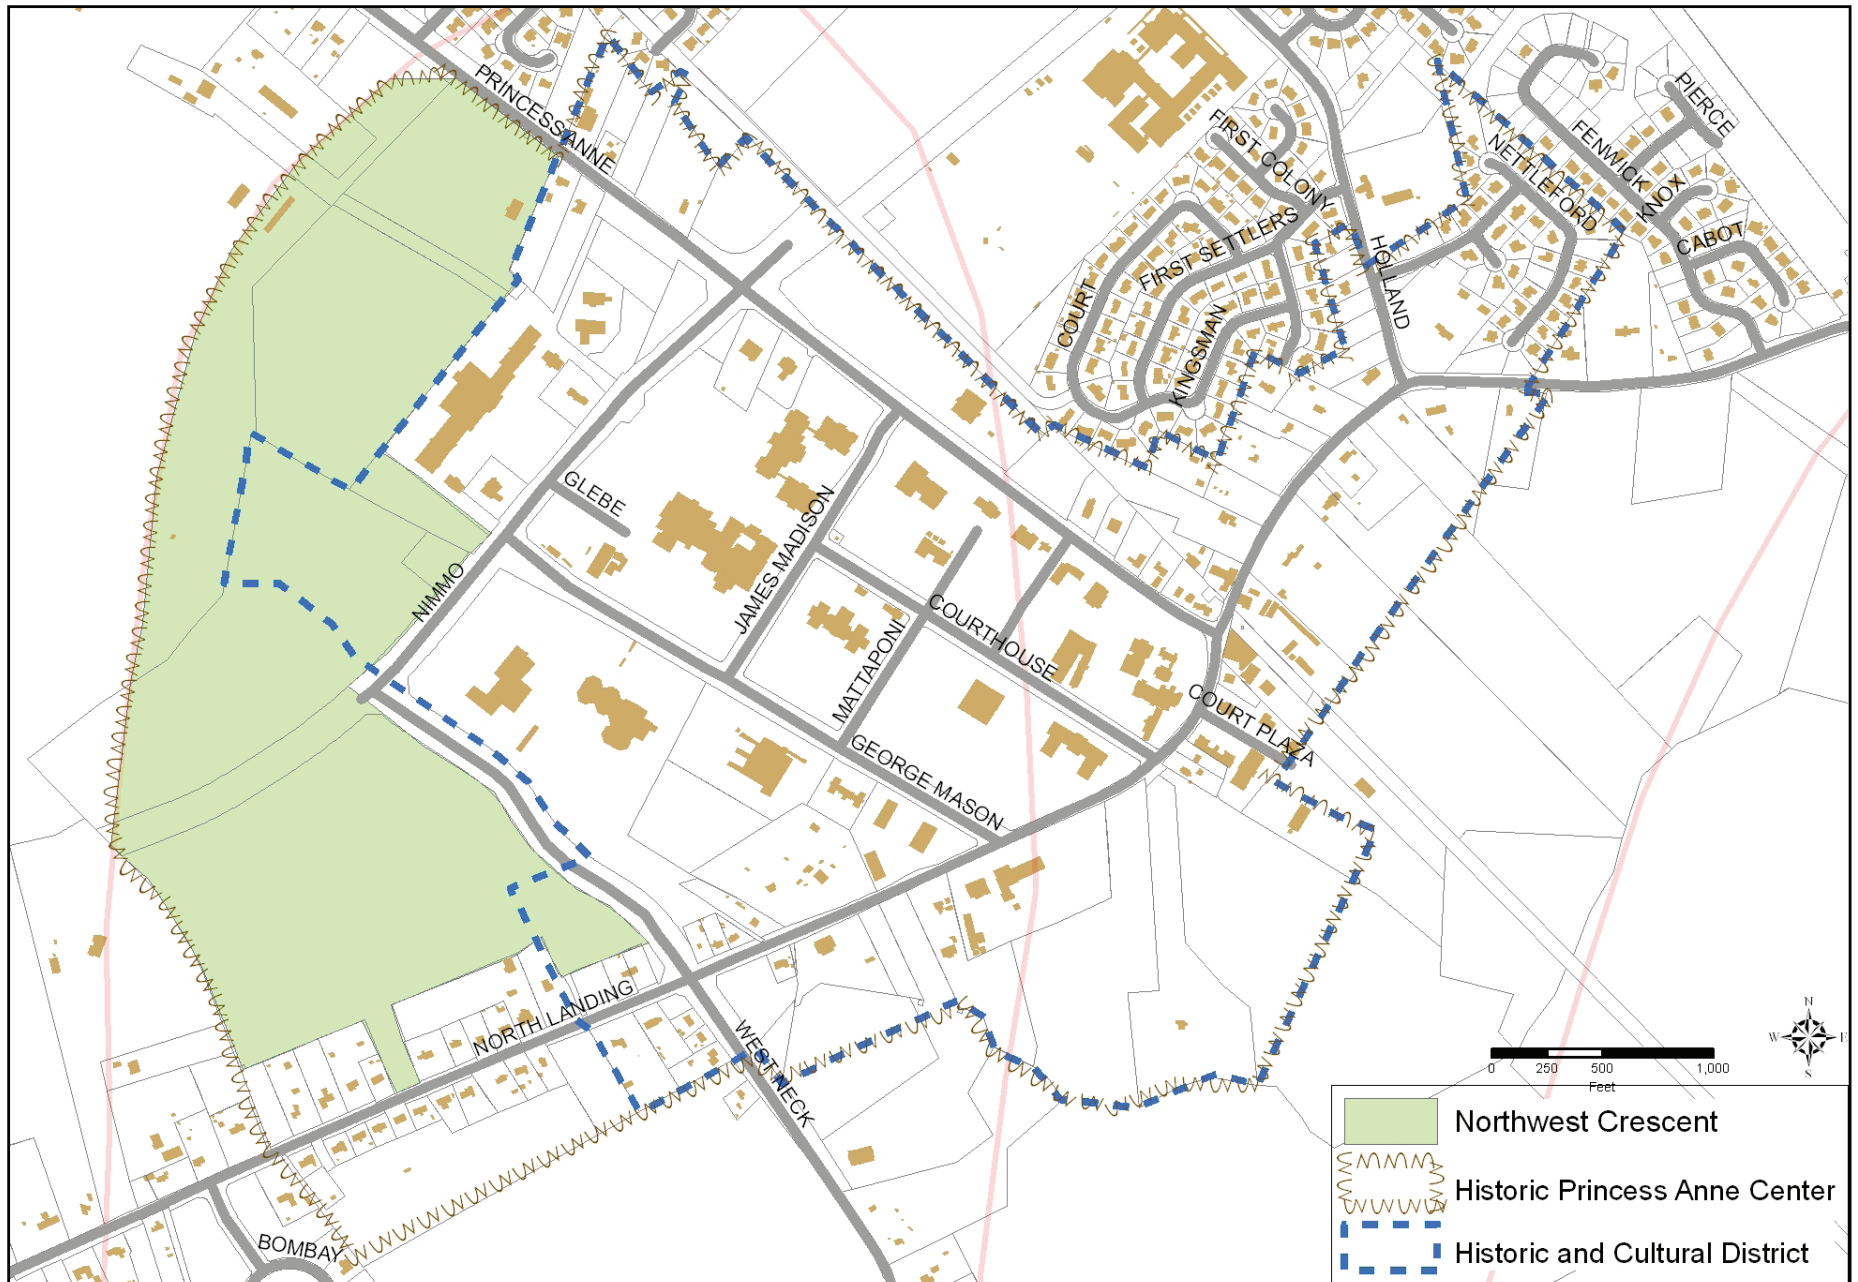 PRINCESS ANNE
PIERCE
FENWICK
FIRST COLONY
NETTLEFORD
KNOX
FIRST SETTLERS
CABOT
HOLLAND
COURT
KINGSMAN
GLEBE
JAMES MADISON
NIMMO
COURTHOUSE
MATTAPONI
COURT PLAZA
GEORGE MASON
NORTH LANDING
WEST NECK
BOMBAY
N
W E
S
0 250 500 1,000
Feet
Northwest Crescent
Historic Princess Anne Center
Historic and Cultural District